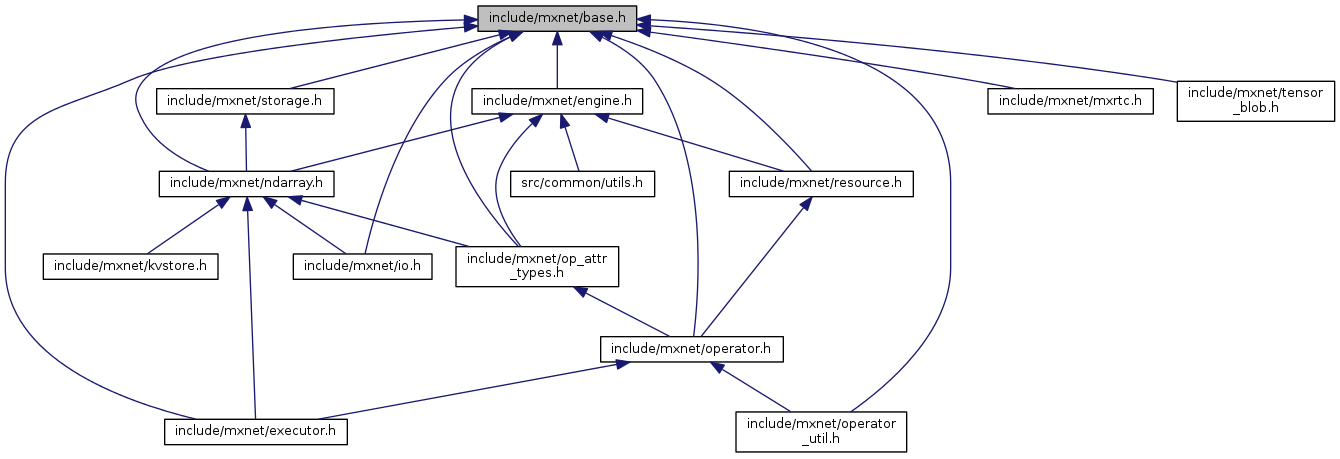 include/mxnet/base.h
include/mxnet/storage.h
include/mxnet/engine.h
include/mxnet/mxrtc.h
include/mxnet/tensor
_blob.h
include/mxnet/ndarray.h
src/common/utils.h
include/mxnet/resource.h
include/mxnet/kvstore.h
include/mxnet/io.h
include/mxnet/op_attr
_types.h
include/mxnet/operator.h
include/mxnet/executor.h
include/mxnet/operator
_util.h